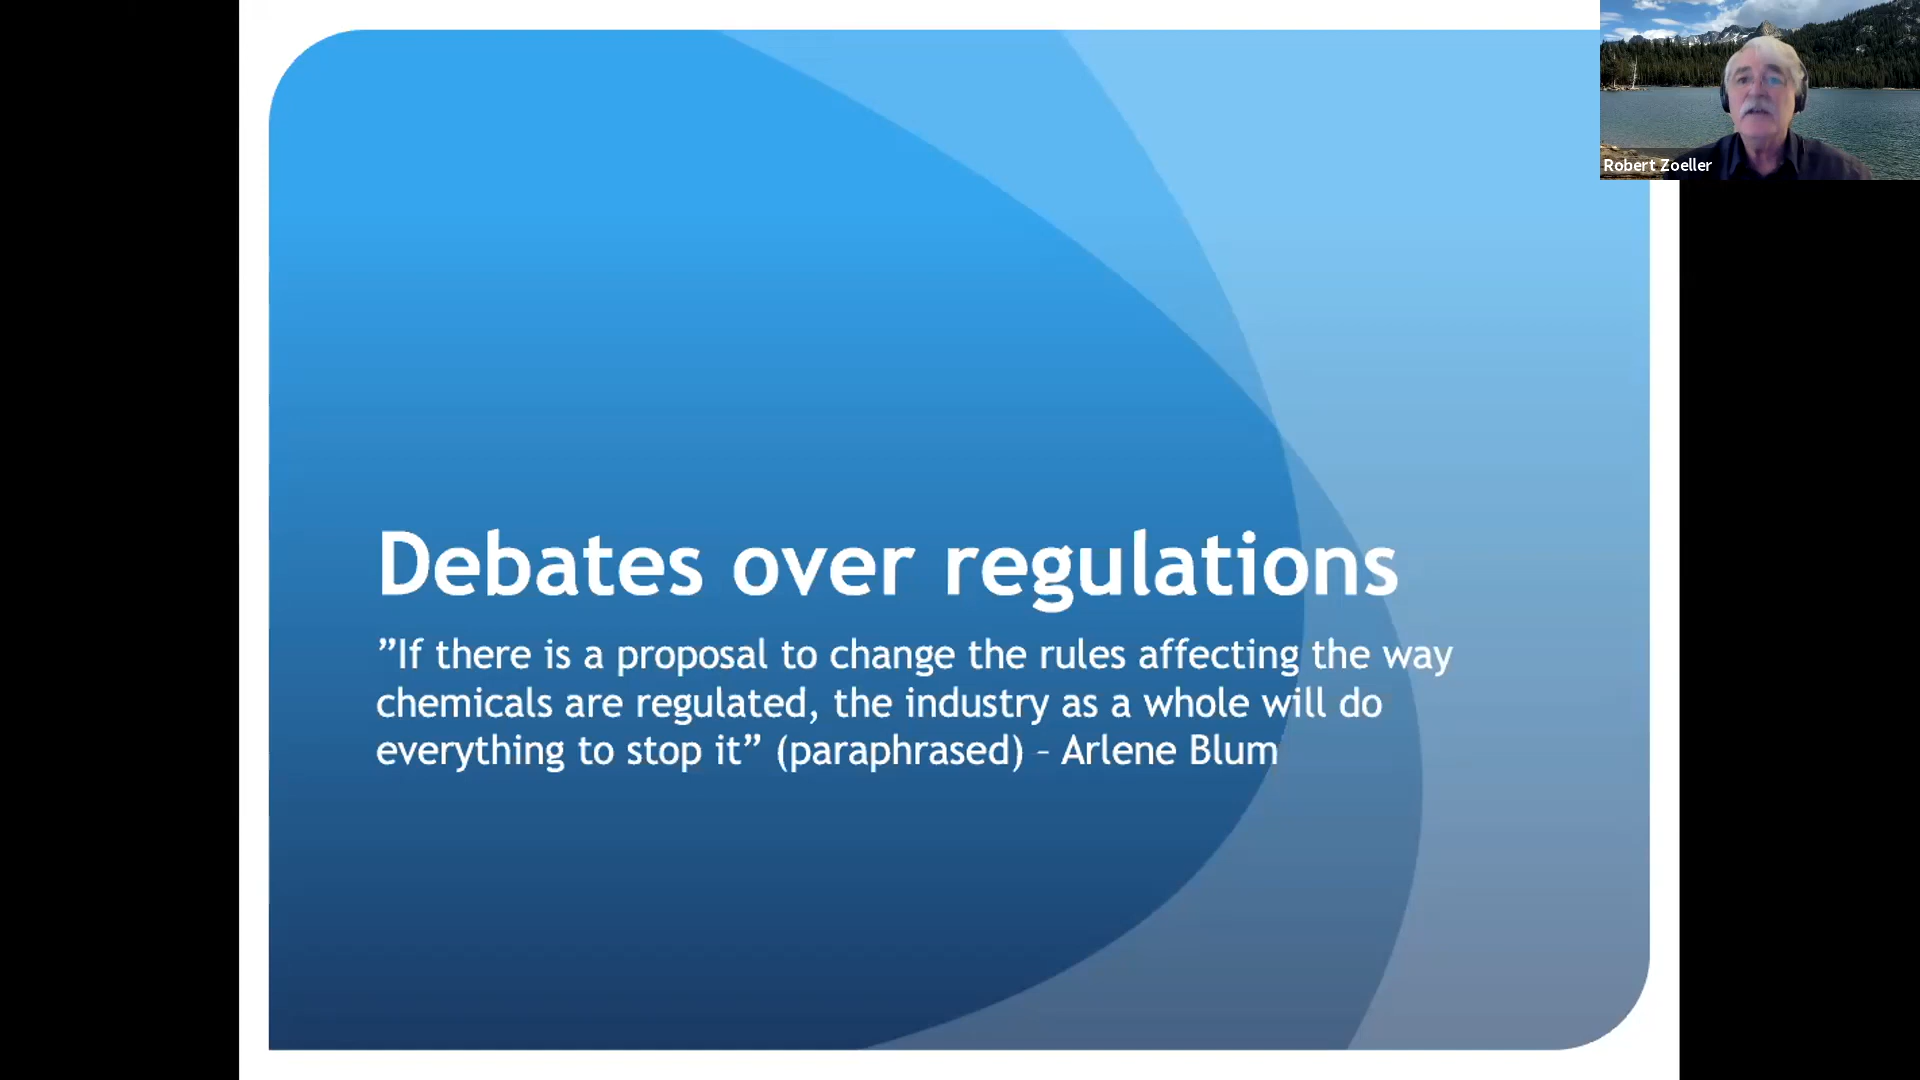 Robert Zoeller
Debates over regulations
”If there is a proposal to change the rules affecting the way
chemicals are regulated, the industry as a whole will do
everything to stop it” (paraphrased) – Arlene Blum